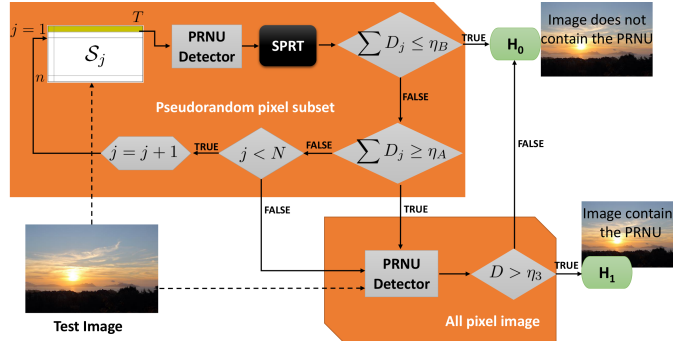 T
j = 1
S_j
n
PRNU
Detector
SPRT
∑ D_j ≤ η_B
TRUE
H_0
Image does not
contain the PRNU
FALSE
Pseudorandom pixel subset
j = j + 1
TRUE
j < N
FALSE
∑ D_j ≥ η_A
FALSE
FALSE
TRUE
Image contain
the PRNU
PRNU
Detector
D > η_3
TRUE
H_1
Test Image
All pixel image